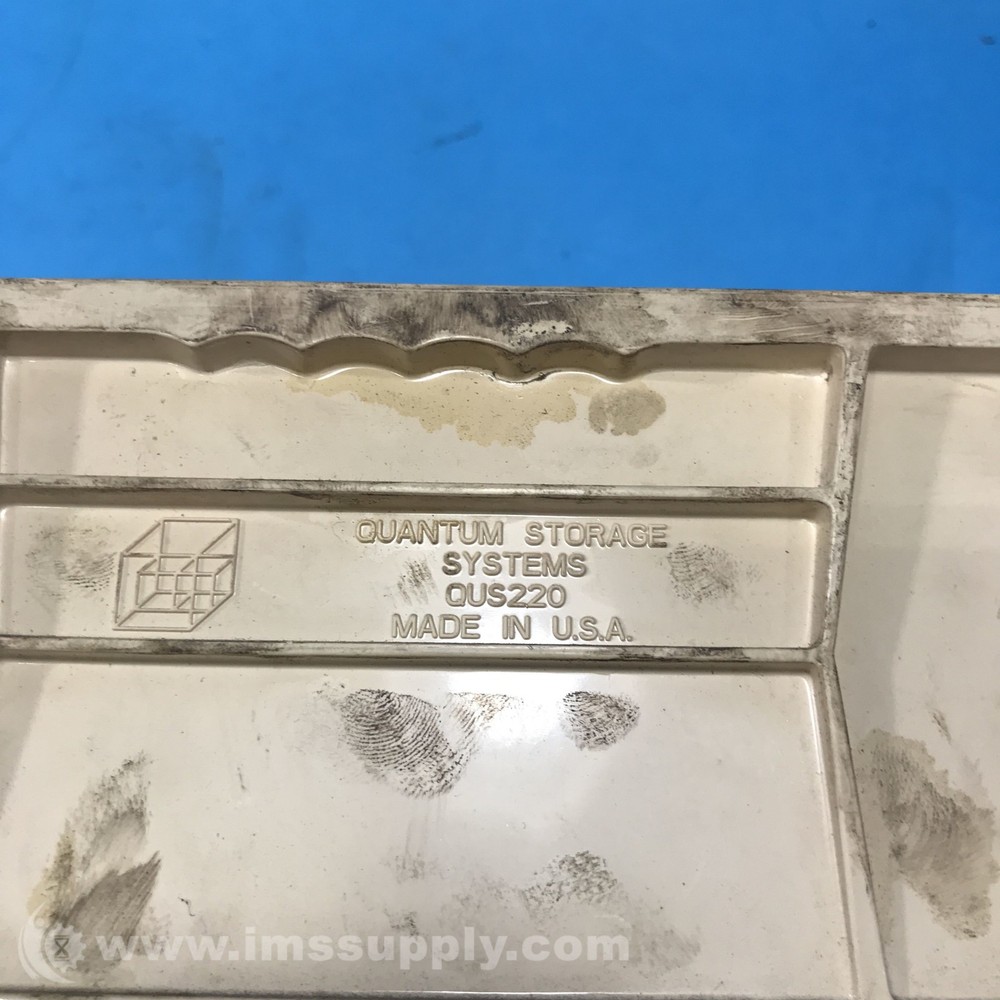 QUANTUM STORAGE
SYSTEMS
QUS220
MADE IN U.S.A.
www.imssupply.com